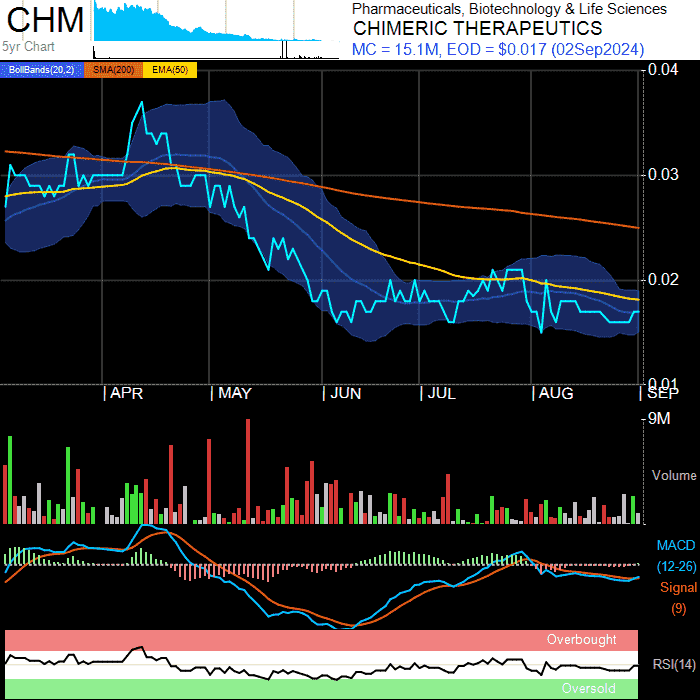 CHM
5yr Chart
Pharmaceuticals, Biotechnology & Life Sciences
CHIMERIC THERAPEUTICS
MC = 15.1M, EOD = $0.017 (02Sep2024)
BollBands(20,2) SMA(200) EMA(50)
0.04
0.03
0.02
0.01
APR MAY JUN JUL AUG SEP
9M
Volume
MACD
(12-26)
Signal
(9)
Overbought
RSI(14)
Oversold